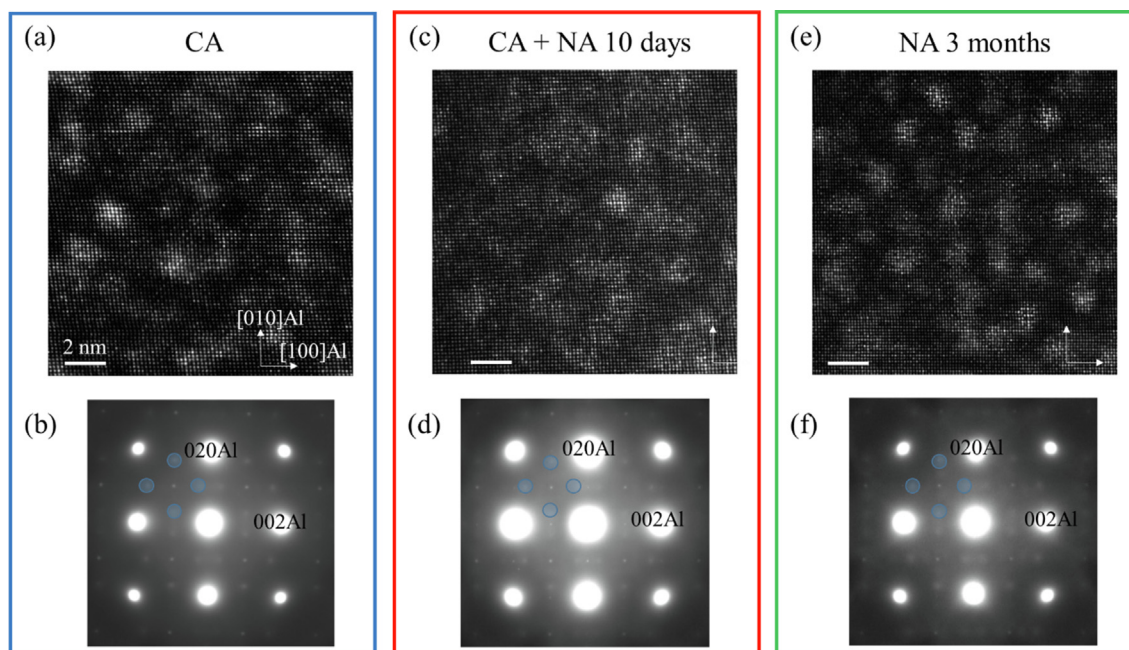 (a) CA
[010]Al
2 nm
[100]Al
(b)
020Al
002Al
(c) CA + NA 10 days
(d)
020Al
002Al
(e) NA 3 months
(f)
020Al
002Al